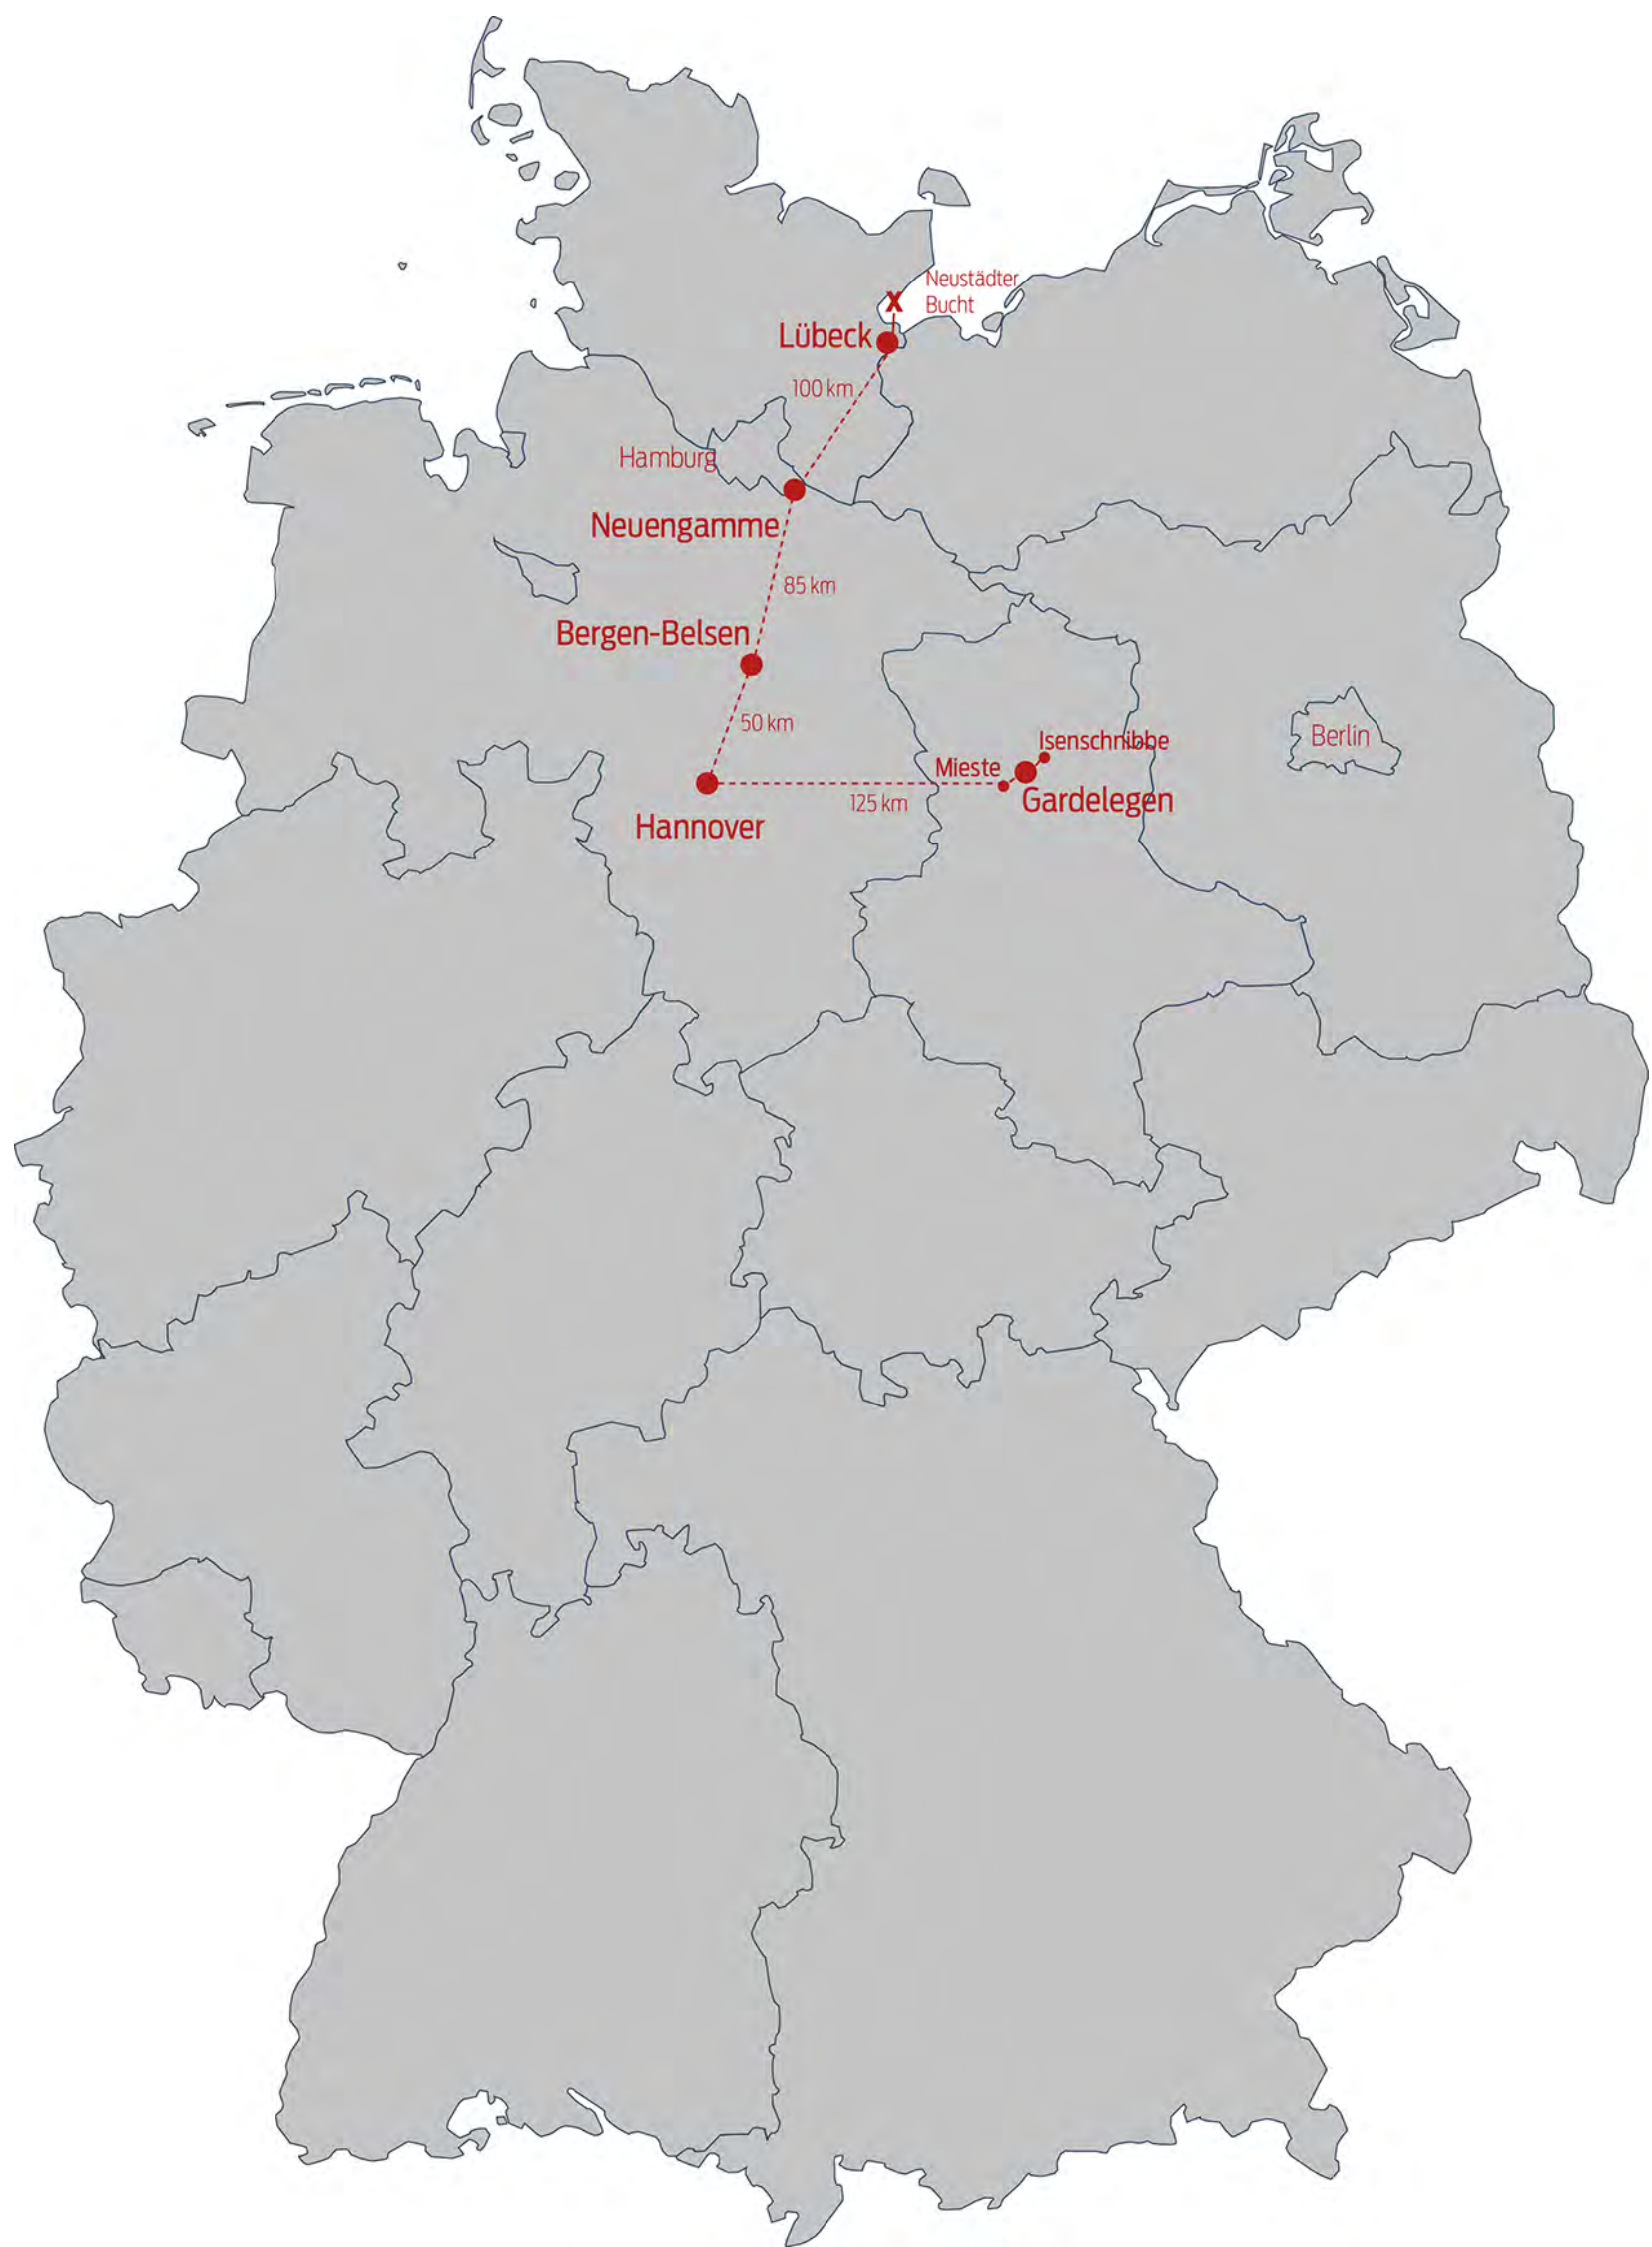 Neustädter
Bucht
X
Lübeck
100 km
Hamburg
Neuengamme
85 km
Bergen-Belsen
50 km
Berlin
Isenschnibbe
Mieste
Gardelegen
125 km
Hannover